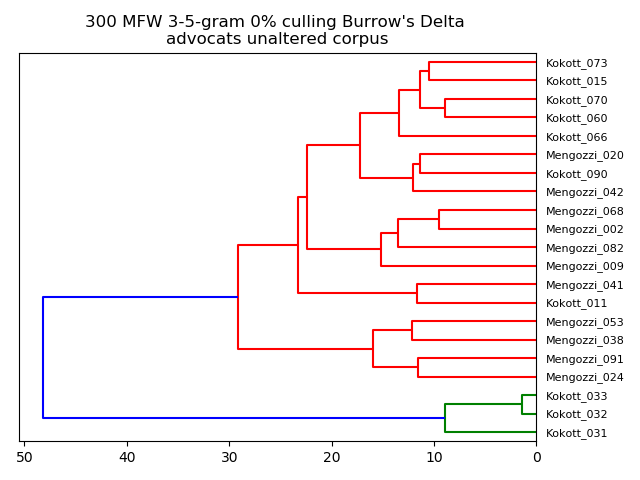 300 MFW 3-5-gram 0% culling Burrow's Delta
advocats unaltered corpus
Kokott_073
Kokott_015
Kokott_070
Kokott_060
Kokott_066
Mengozzi_020
Kokott_090
Mengozzi_042
Mengozzi_068
Mengozzi_002
Mengozzi_082
Mengozzi_009
Mengozzi_041
Kokott_011
Mengozzi_053
Mengozzi_038
Mengozzi_091
Mengozzi_024
Kokott_033
Kokott_032
Kokott_031
50 40 30 20 10 0